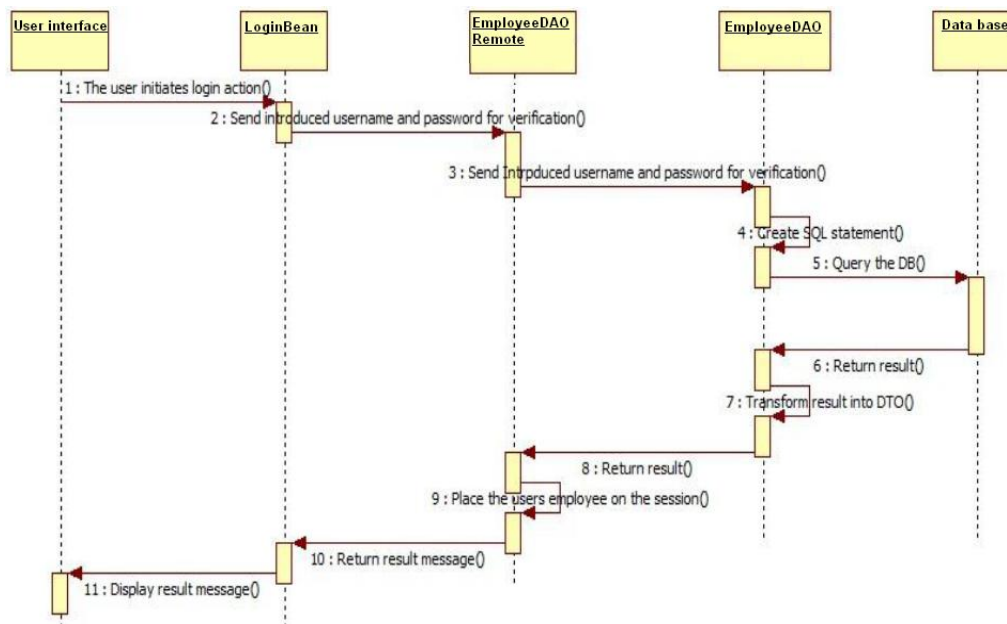 User interface
LoginBean
EmployeeDAO
Remote
EmployeeDAO
Data base
1 : The user initiates login action()
2 : Send introduced username and password for verification()
3 : Send Intrpduced username and password for verification()
4 : Create SQL statement()
5 : Query the DB()
6 : Return result()
7 : Transform result into DTO()
8 : Return result()
9 : Place the users employee on the session()
10 : Return result message()
11 : Display result message()